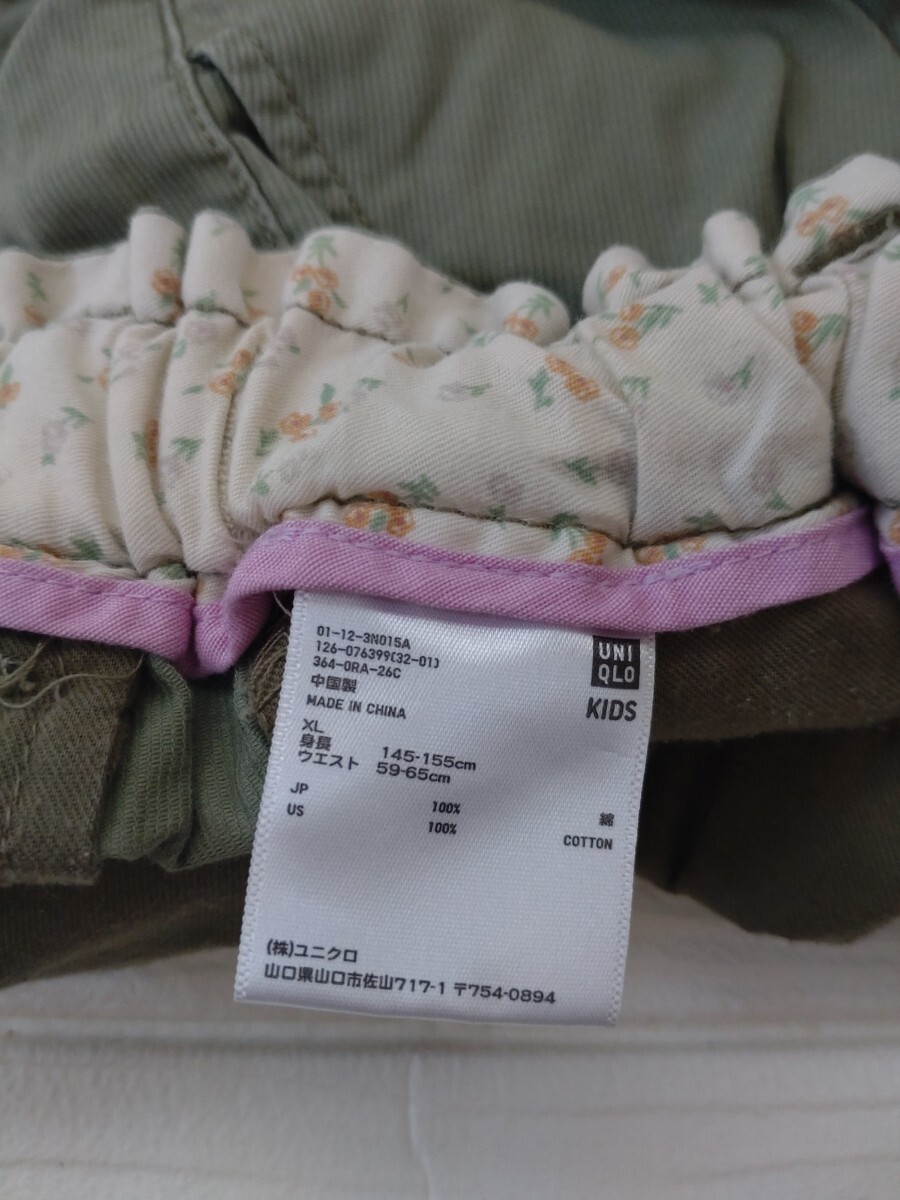 01-12-3N015A
126-076399(32-01)
364-0RA-26C
中国製
MADE IN CHINA
UNI
QLO
KIDS
XL
身長 145-155cm
ウエスト 59-65cm
JP 100% 綿
US 100% COTTON
(株)ユニクロ
山口県山口市佐山717-1 〒754-0894